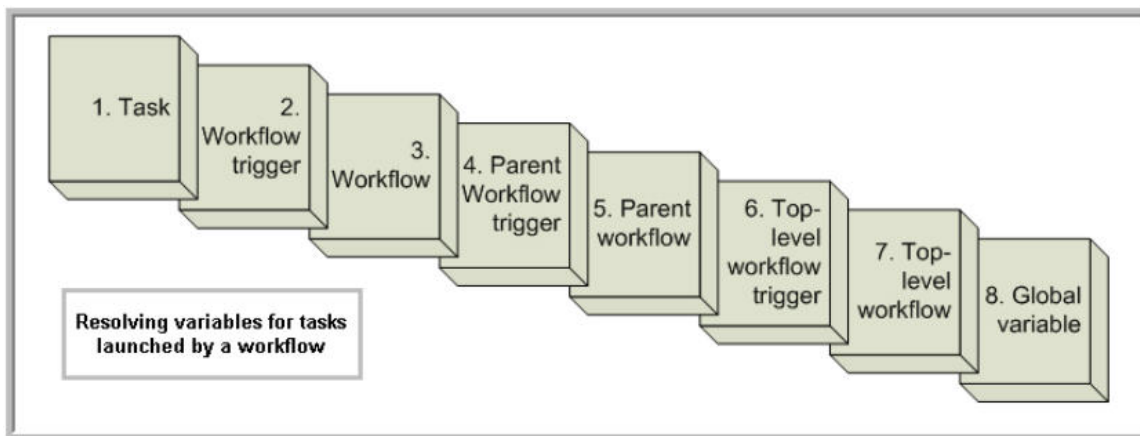 1. Task
2.
Workflow
trigger
3.
Workflow
4. Parent
Workflow
trigger
5. Parent
workflow
6. Top-
level
workflow
trigger
7. Top-
level
workflow
8. Global
variable
Resolving variables for tasks
launched by a workflow